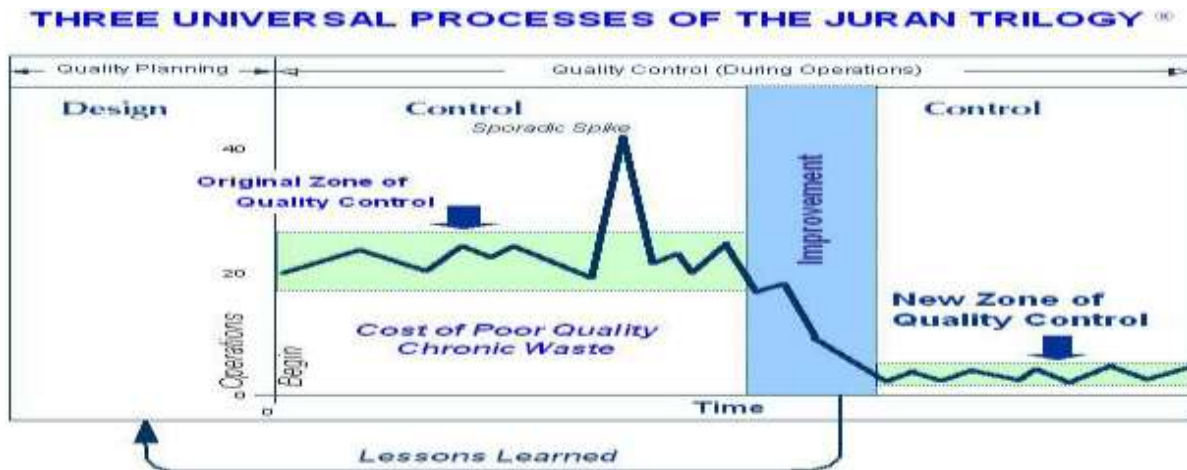 THREE UNIVERSAL PROCESSES OF THE JURAN TRILOGY ®
Quality Planning
Quality Control (During Operations)
Design
Control
Control
Sporadic Spike
40
Original Zone of
Quality Control
Improvement
20
New Zone of
Quality Control
Cost of Poor Quality
Chronic Waste
Operations
Begin
0
0
Time
Lessons Learned